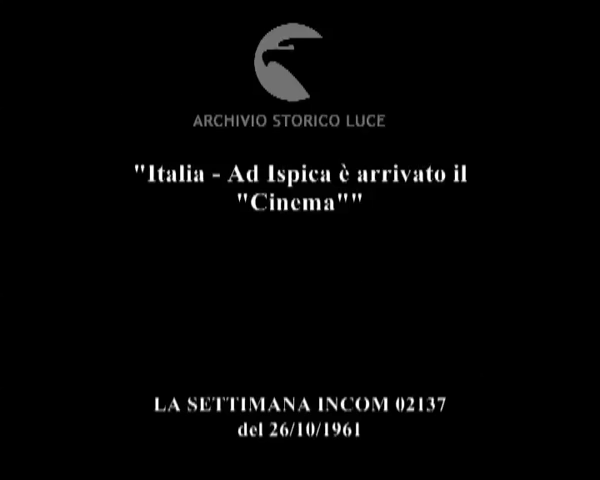 ARCHIVIO STORICO LUCE
"Italia - Ad Ispica è arrivato il
"Cinema""
LA SETTIMANA INCOM 02137
del 26/10/1961